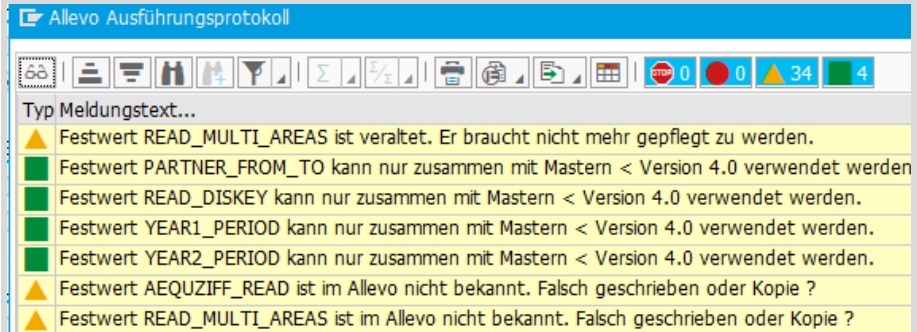 Allevo Ausführungsprotokoll
STOP 0 0 34 4
Typ Meldungstext...
Festwert READ_MULTI_AREAS ist veraltet. Er braucht nicht mehr gepflegt zu werden.
Festwert PARTNER_FROM_TO kann nur zusammen mit Mastern < Version 4.0 verwendet werden
Festwert READ_DISKEY kann nur zusammen mit Mastern < Version 4.0 verwendet werden.
Festwert YEAR1_PERIOD kann nur zusammen mit Mastern < Version 4.0 verwendet werden.
Festwert YEAR2_PERIOD kann nur zusammen mit Mastern < Version 4.0 verwendet werden.
Festwert AEQUZIFF_READ ist im Allevo nicht bekannt. Falsch geschrieben oder Kopie ?
Festwert READ_MULTI_AREAS ist im Allevo nicht bekannt. Falsch geschrieben oder Kopie ?